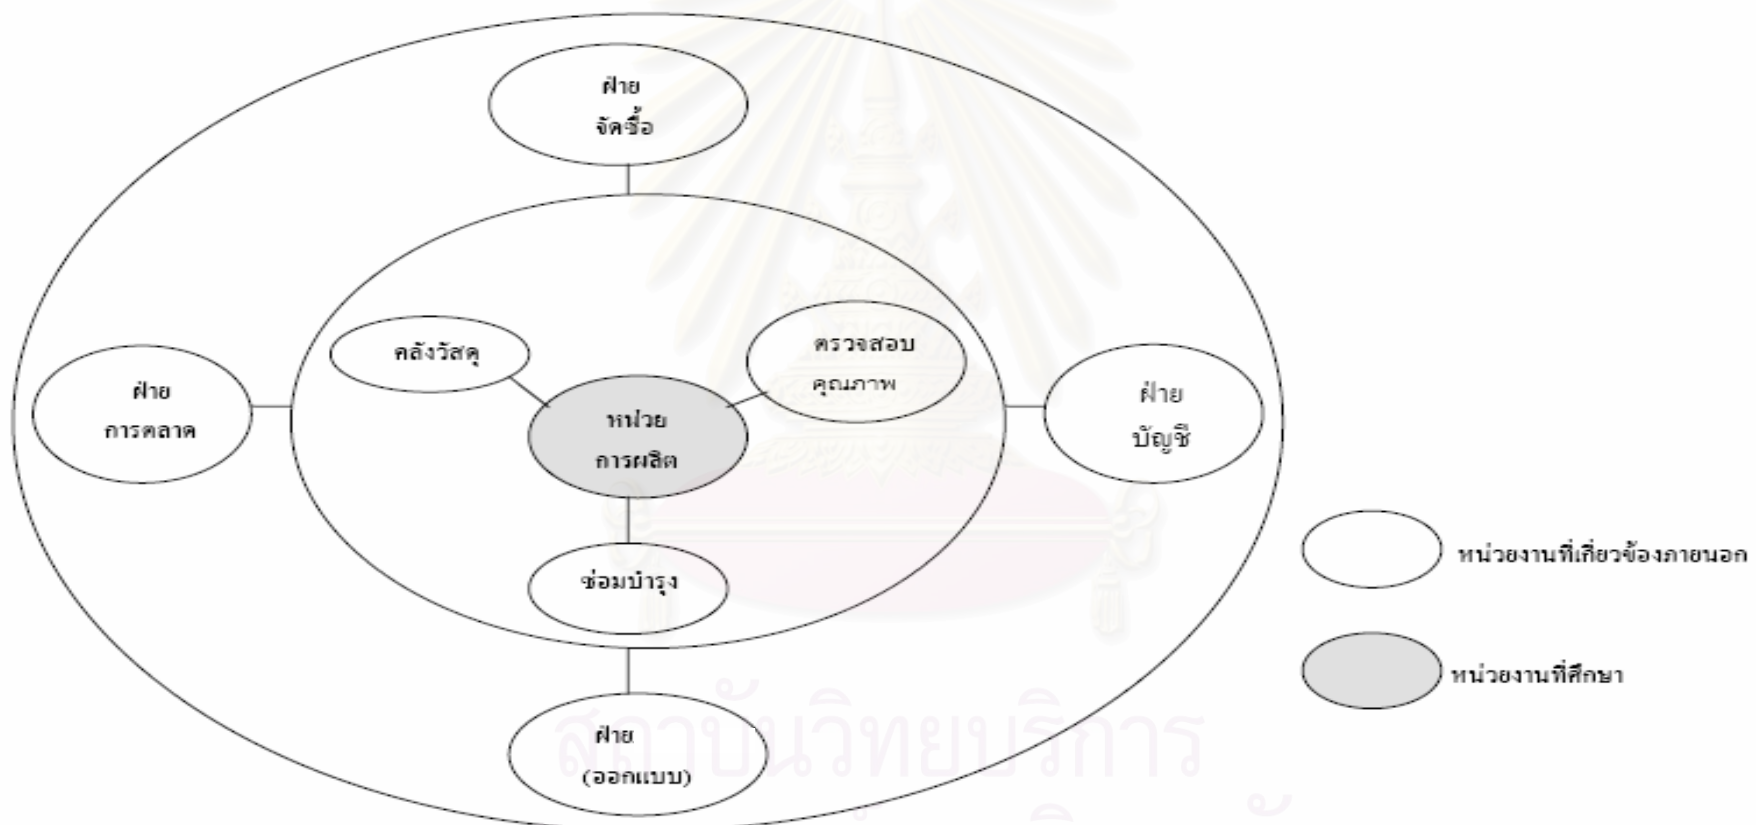 ฝ่าย
จัดซื้อ
คลังวัสดุ
ตรวจสอบ
คุณภาพ
ฝ่าย
การตลาด
หน่วย
การผลิต
ฝ่าย
บัญชี
ซ่อมบำรุง
ฝ่าย
(ออกแบบ)
หน่วยงานที่เกี่ยวข้องภายนอก
หน่วยงานที่ศึกษา
สถาบันวิทยบริการ